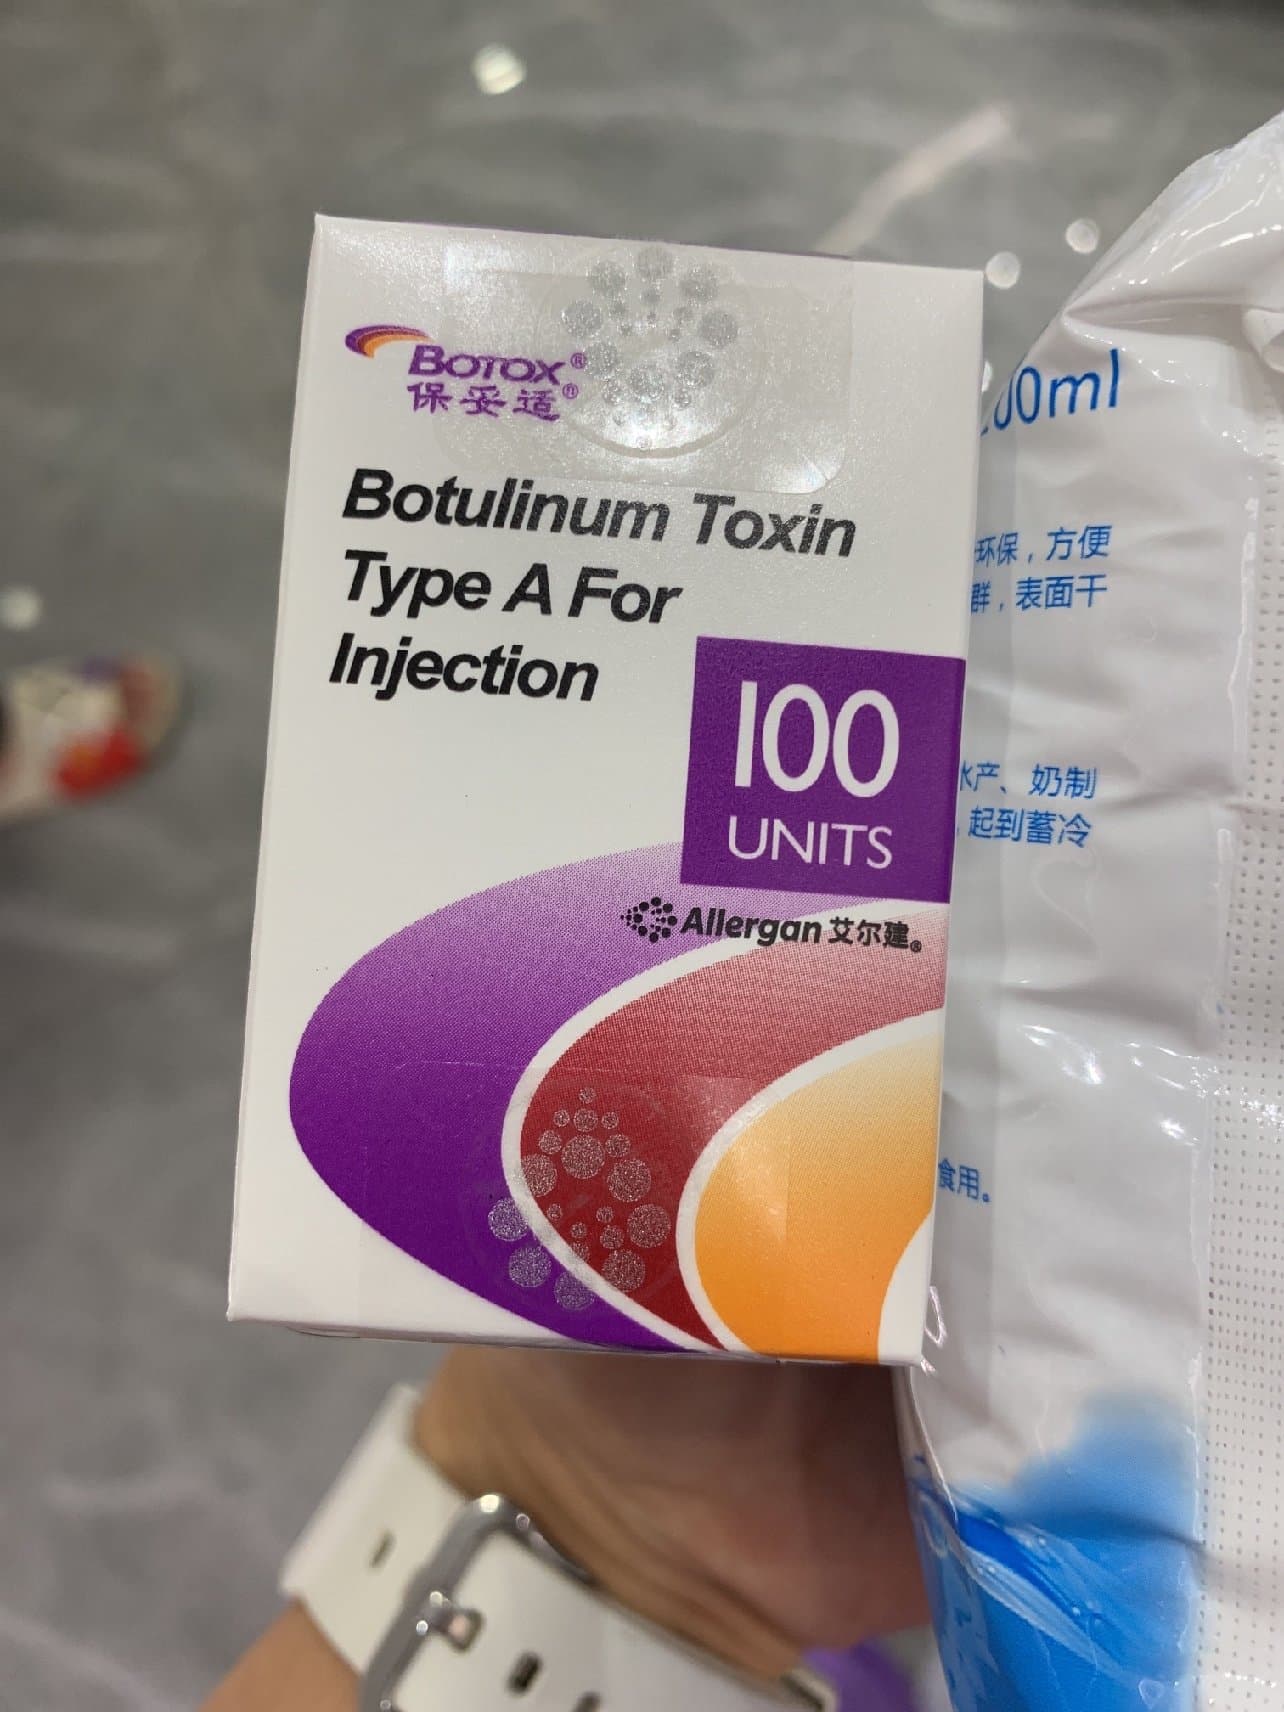 BOTOX®
保妥适®
Botulinum Toxin
Type A For
Injection
100
UNITS
Allergan 艾尔建®
00ml
环保，方便
群，表面干
水产、奶制
，起到蓄冷
食用。